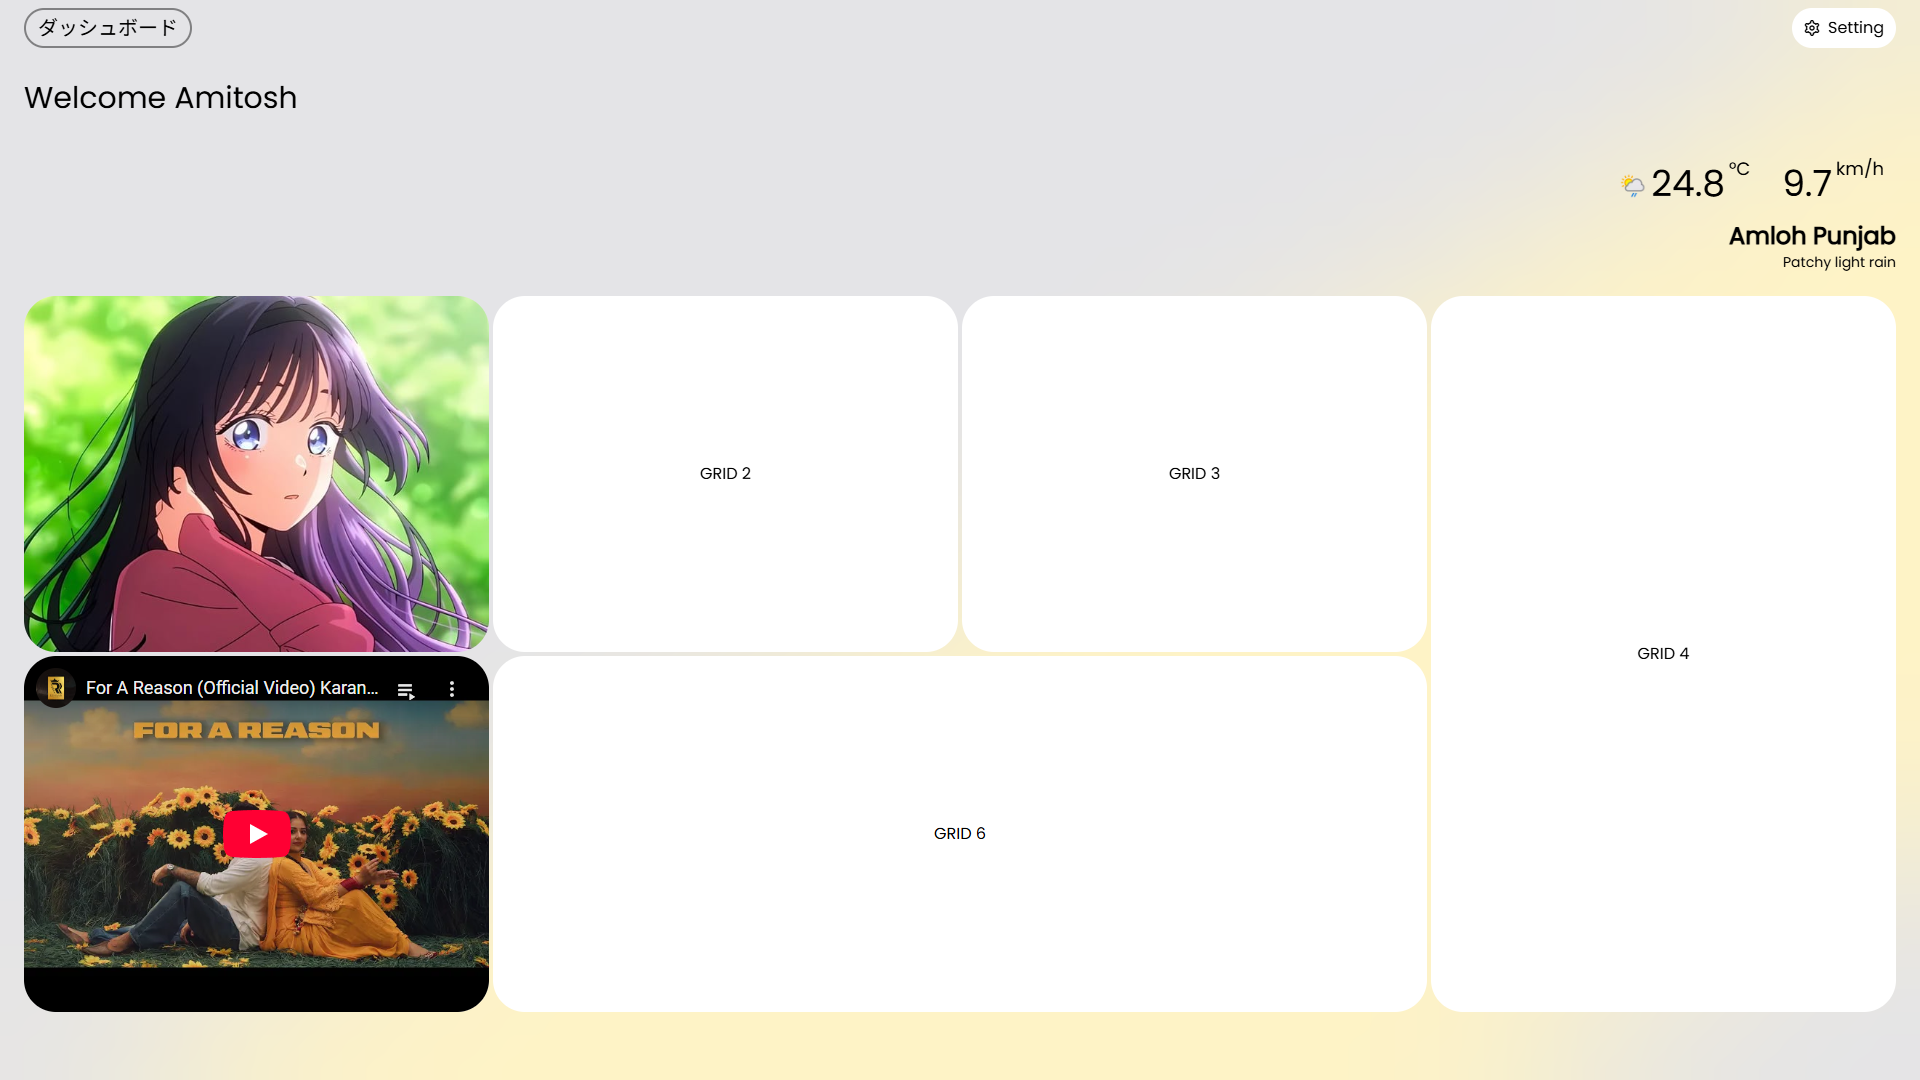 ダッシュボード
Setting
Welcome Amitosh
24.8 °C 9.7 km/h
Amloh Punjab
Patchy light rain
GRID 2
GRID 3
GRID 4
For A Reason (Official Video) Karan...
FOR A REASON
GRID 6